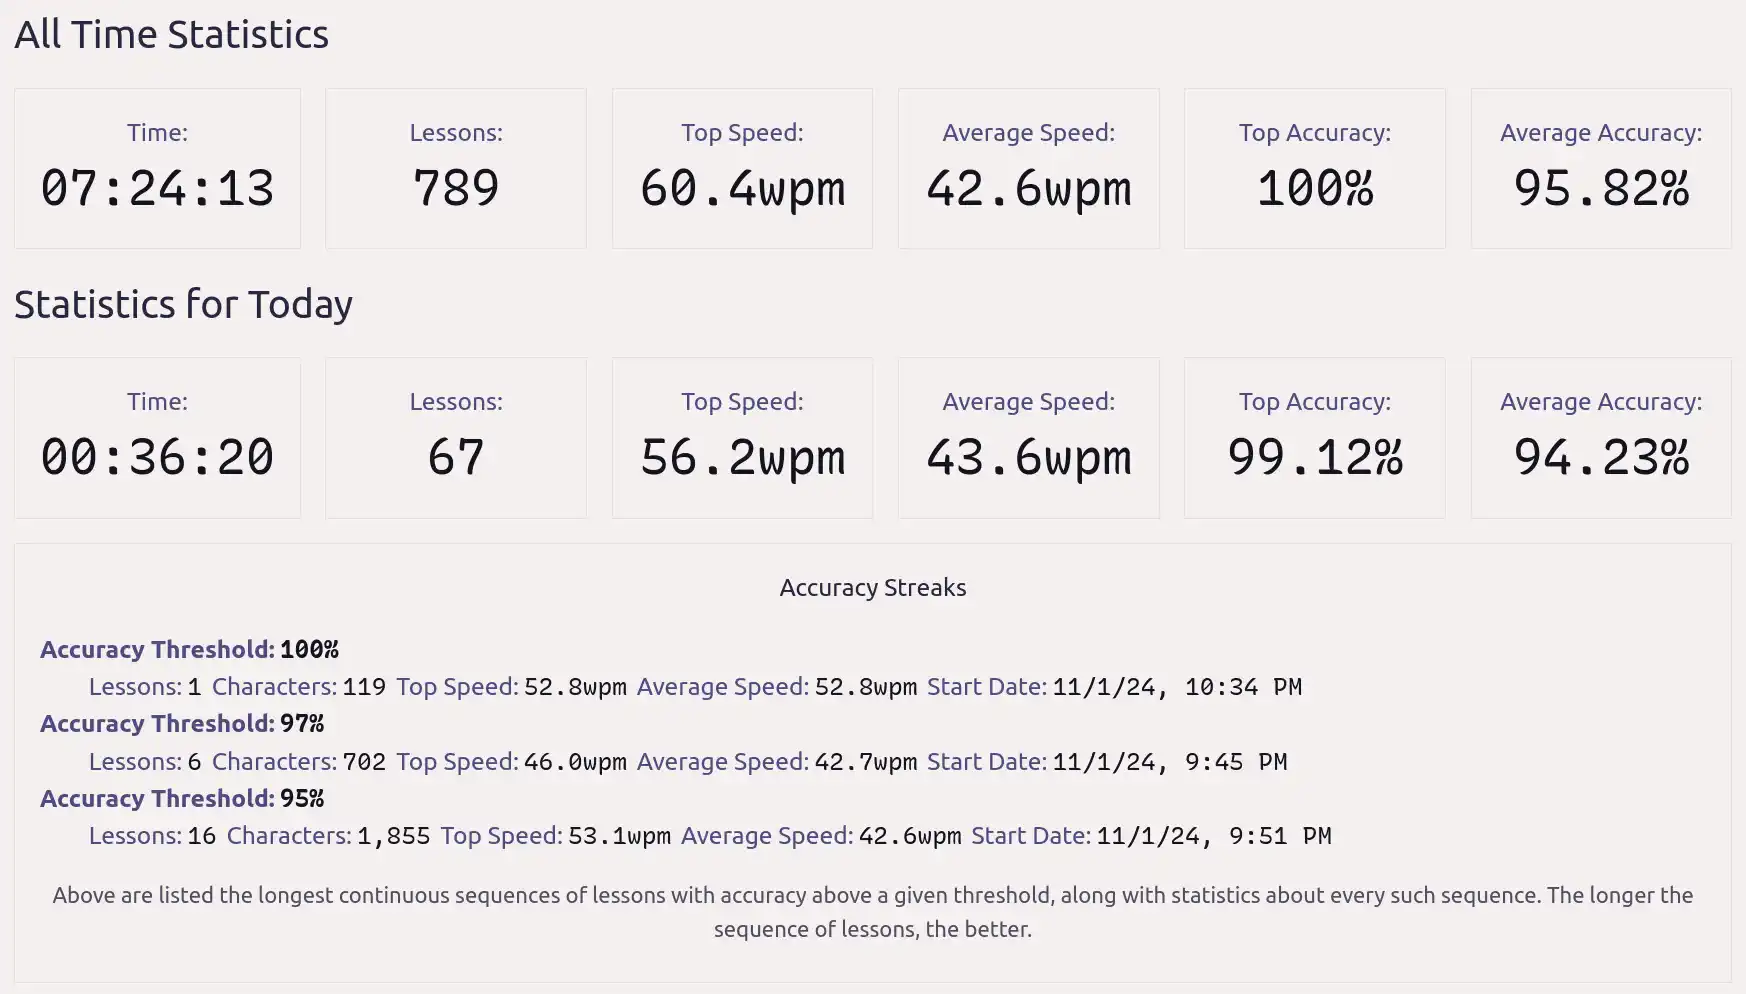 All Time Statistics
Time: Lessons: Top Speed: Average Speed: Top Accuracy: Average Accuracy:
07:24:13 789 60.4wpm 42.6wpm 100% 95.82%
Statistics for Today
Time: Lessons: Top Speed: Average Speed: Top Accuracy: Average Accuracy:
00:36:20 67 56.2wpm 43.6wpm 99.12% 94.23%
Accuracy Streaks
Accuracy Threshold: 100%
Lessons: 1 Characters: 119 Top Speed: 52.8wpm Average Speed: 52.8wpm Start Date: 11/1/24, 10:34 PM
Accuracy Threshold: 97%
Lessons: 6 Characters: 702 Top Speed: 46.0wpm Average Speed: 42.7wpm Start Date: 11/1/24, 9:45 PM
Accuracy Threshold: 95%
Lessons: 16 Characters: 1,855 Top Speed: 53.1wpm Average Speed: 42.6wpm Start Date: 11/1/24, 9:51 PM
Above are listed the longest continuous sequences of lessons with accuracy above a given threshold, along with statistics about every such sequence. The longer the
sequence of lessons, the better.